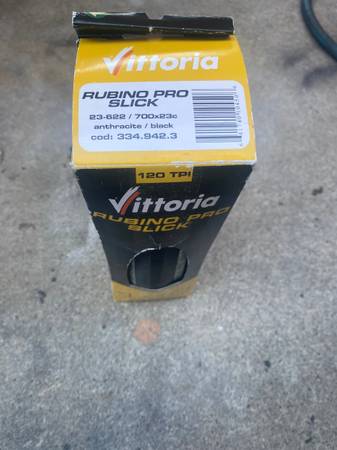 Vittoria
RUBINO PRO
SLICK
23-622 / 700x23c
anthracite / black
cod: 334.942.3
120 TPI
Vittoria
RUBINO PRO
SLICK